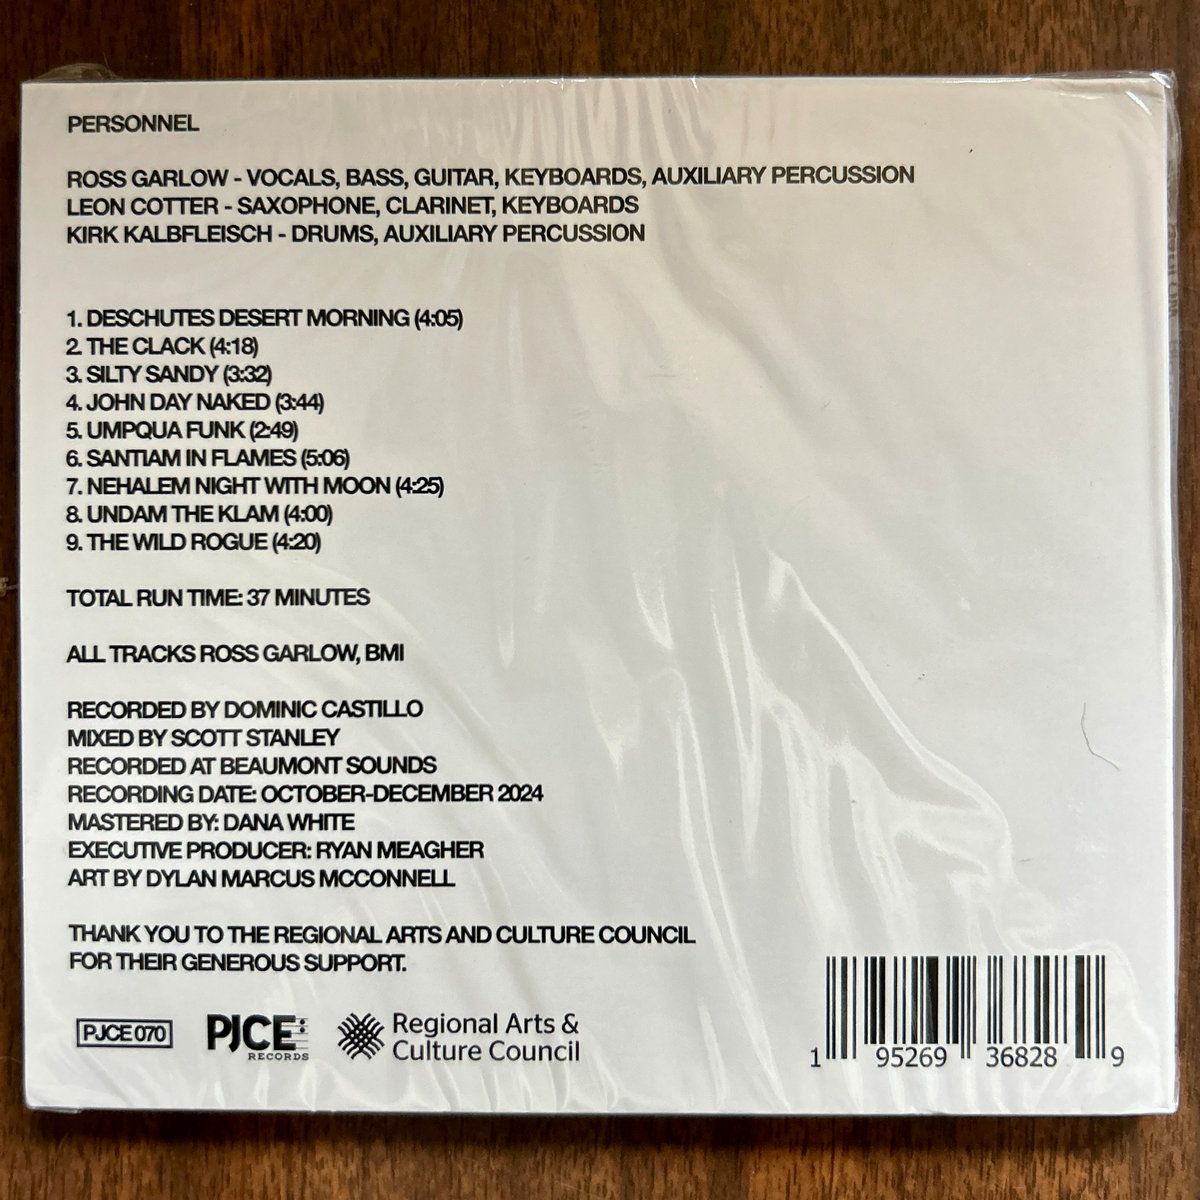 PERSONNEL
ROSS GARLOW - VOCALS, BASS, GUITAR, KEYBOARDS, AUXILIARY PERCUSSION
LEON COTTER - SAXOPHONE, CLARINET, KEYBOARDS
KIRK KALBFLEISCH - DRUMS, AUXILIARY PERCUSSION
1. DESCHUTES DESERT MORNING (4:05)
2. THE CLACK (4:18)
3. SILTY SANDY (3:32)
4. JOHN DAY NAKED (3:44)
5. UMPQUA FUNK (2:49)
6. SANTIAM IN FLAMES (5:06)
7. NEHALEM NIGHT WITH MOON (4:25)
8. UNDAM THE KLAM (4:00)
9. THE WILD ROGUE (4:20)
TOTAL RUN TIME: 37 MINUTES
ALL TRACKS ROSS GARLOW, BMI
RECORDED BY DOMINIC CASTILLO
MIXED BY SCOTT STANLEY
RECORDED AT BEAUMONT SOUNDS
RECORDING DATE: OCTOBER-DECEMBER 2024
MASTERED BY: DANA WHITE
EXECUTIVE PRODUCER: RYAN MEAGHER
ART BY DYLAN MARCUS MCCONNELL
THANK YOU TO THE REGIONAL ARTS AND CULTURE COUNCIL
FOR THEIR GENEROUS SUPPORT.
PJCE 070
PJCE
RECORDS
Regional Arts &
Culture Council
1 95269 36828 9